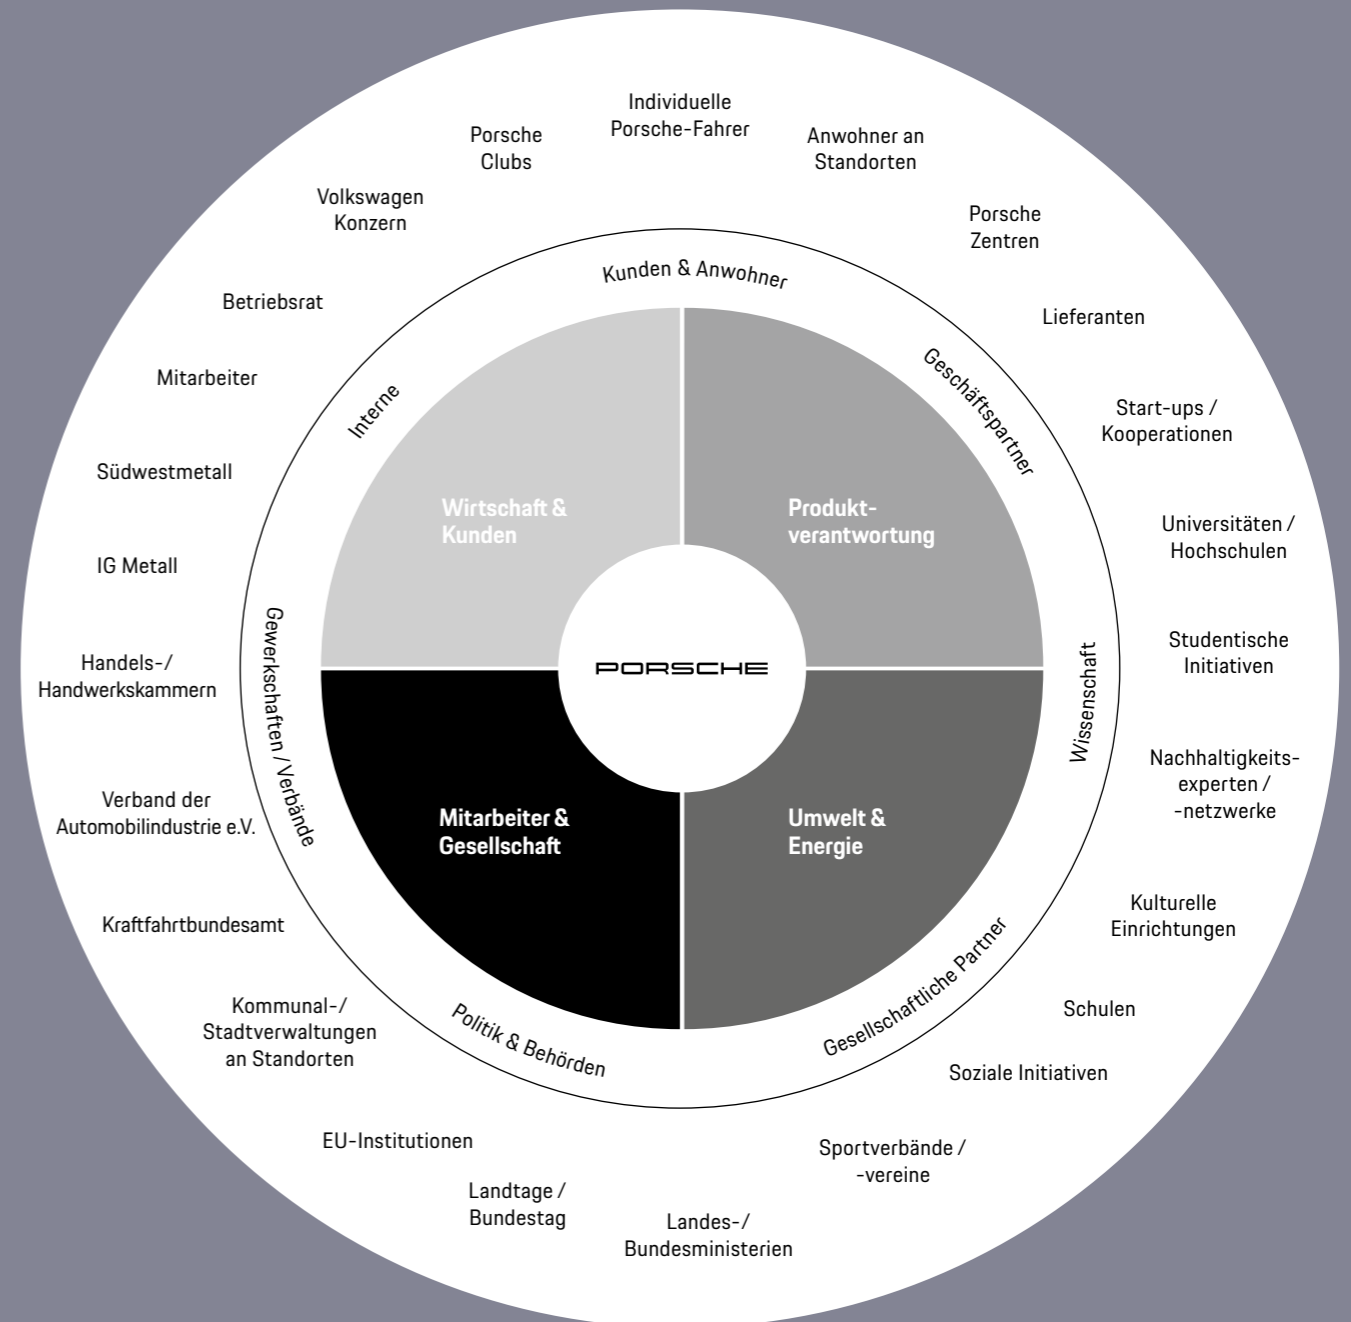 Individuelle
Porsche-Fahrer
Anwohner an
Standorten
Porsche
Zentren
Lieferanten
Start-ups /
Kooperationen
Universitäten /
Hochschulen
Studentische
Initiativen
Nachhaltigkeits-
experten /
-netzwerke
Kulturelle
Einrichtungen
Schulen
Soziale Initiativen
Sportverbände /
-vereine
Landes-/
Bundesministerien
Landtage /
Bundestag
EU-Institutionen
Kommunal-/
Stadtverwaltungen
an Standorten
Kraftfahrtbundesamt
Verband der
Automobilindustrie e.V.
Handels-/
Handwerkskammern
IG Metall
Südwestmetall
Mitarbeiter
Betriebsrat
Volkswagen
Konzern
Porsche
Clubs
Kunden & Anwohner
Geschäftspartner
Wissenschaft
Gesellschaftliche Partner
Politik & Behörden
Gewerkschaften / Verbände
Interne
Wirtschaft &
Kunden
Produkt-
verantwortung
PORSCHE
Mitarbeiter &
Gesellschaft
Umwelt &
Energie